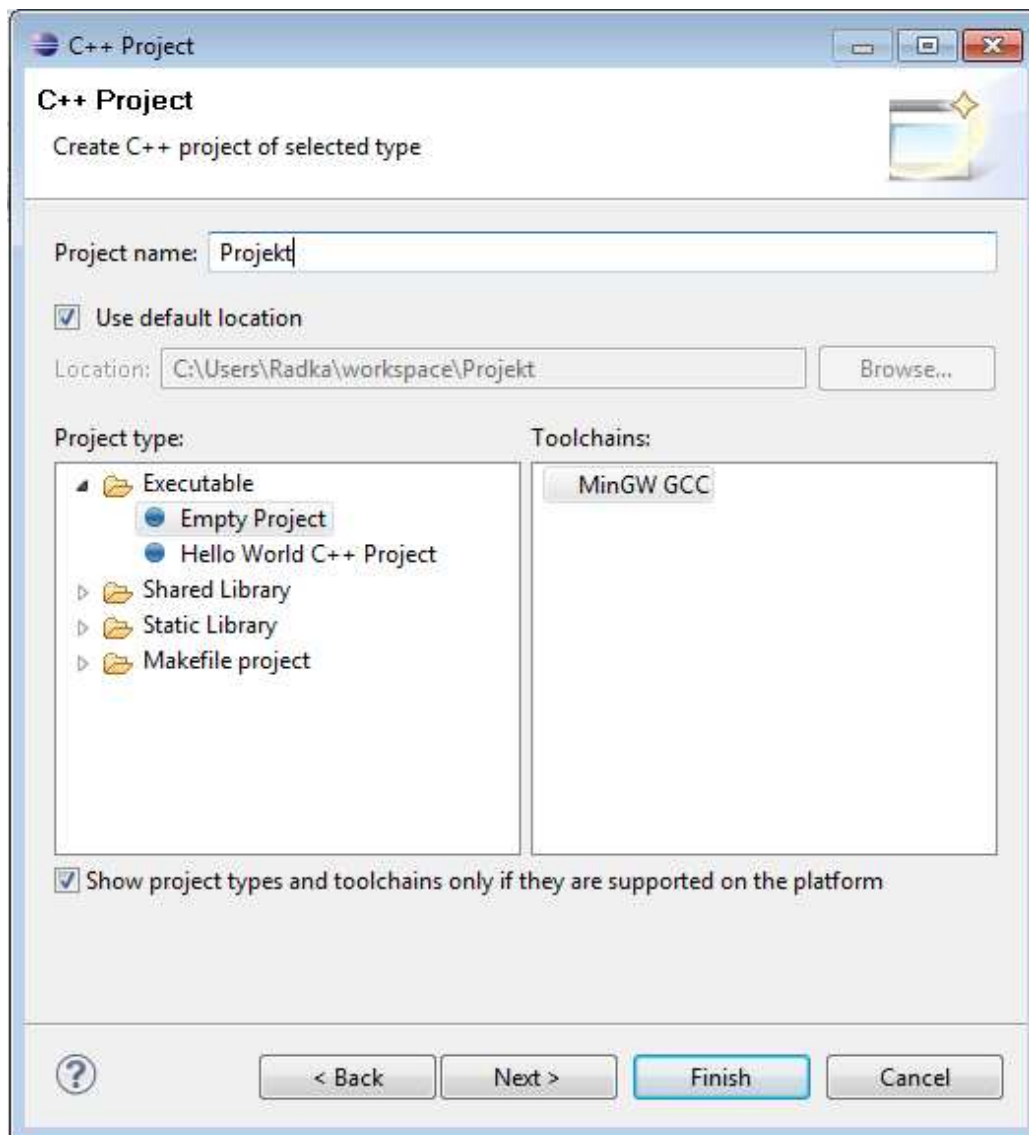 C++ Project
C++ Project
Create C++ project of selected type
Project name: Projekt
Use default location
Location: C:\Users\Radka\workspace\Projekt Browse...
Project type: Toolchains:
Executable MinGW GCC
Empty Project
Hello World C++ Project
Shared Library
Static Library
Makefile project
Show project types and toolchains only if they are supported on the platform
? < Back Next > Finish Cancel